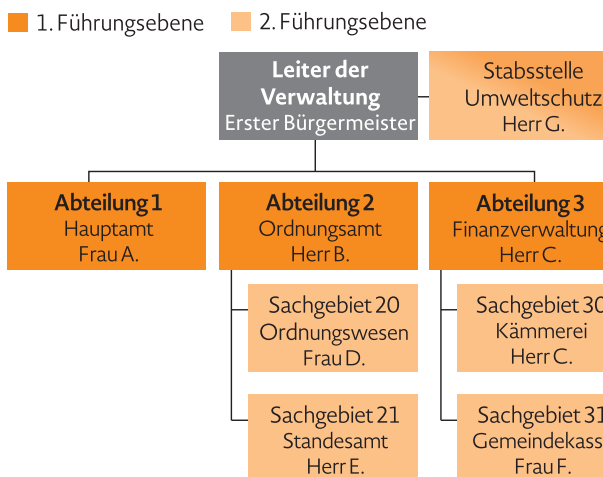 1. Führungsebene
2. Führungsebene
Leiter der
Verwaltung
Erster Bürgermeister
Stabsstelle
Umweltschutz
Herr G.
Abteilung 1
Hauptamt
Frau A.
Abteilung 2
Ordnungsamt
Herr B.
Abteilung 3
Finanzverwaltung
Herr C.
Sachgebiet 20
Ordnungswesen
Frau D.
Sachgebiet 30
Kämmerei
Herr C.
Sachgebiet 21
Standesamt
Herr E.
Sachgebiet 31
Gemeindekass
Frau F.